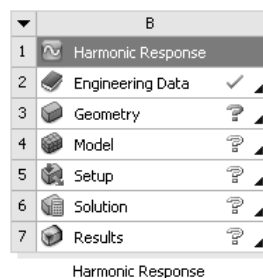 B
1 Harmonic Response
2 Engineering Data
3 Geometry ?
4 Model ?
5 Setup ?
6 Solution ?
7 Results ?
Harmonic Response